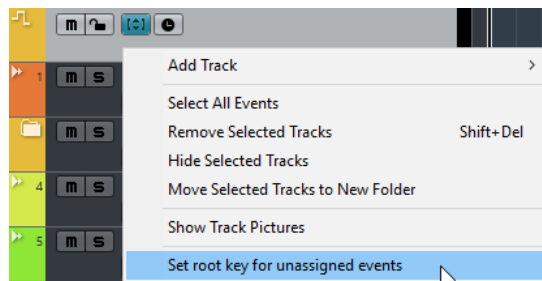 m
Add Track
1 m s
Select All Events
m s
Remove Selected Tracks Shift+Del
Hide Selected Tracks
4 m s
Move Selected Tracks to New Folder
Show Track Pictures
5 m s
Set root key for unassigned events